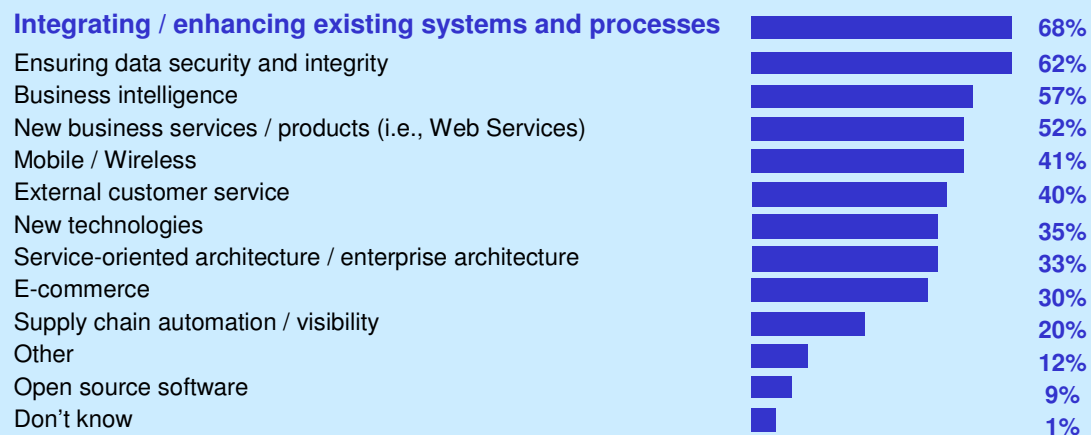 Integrating / enhancing existing systems and processes 68%
Ensuring data security and integrity 62%
Business intelligence 57%
New business services / products (i.e., Web Services) 52%
Mobile / Wireless 41%
External customer service 40%
New technologies 35%
Service-oriented architecture / enterprise architecture 33%
E-commerce 30%
Supply chain automation / visibility 20%
Other 12%
Open source software 9%
Don't know 1%